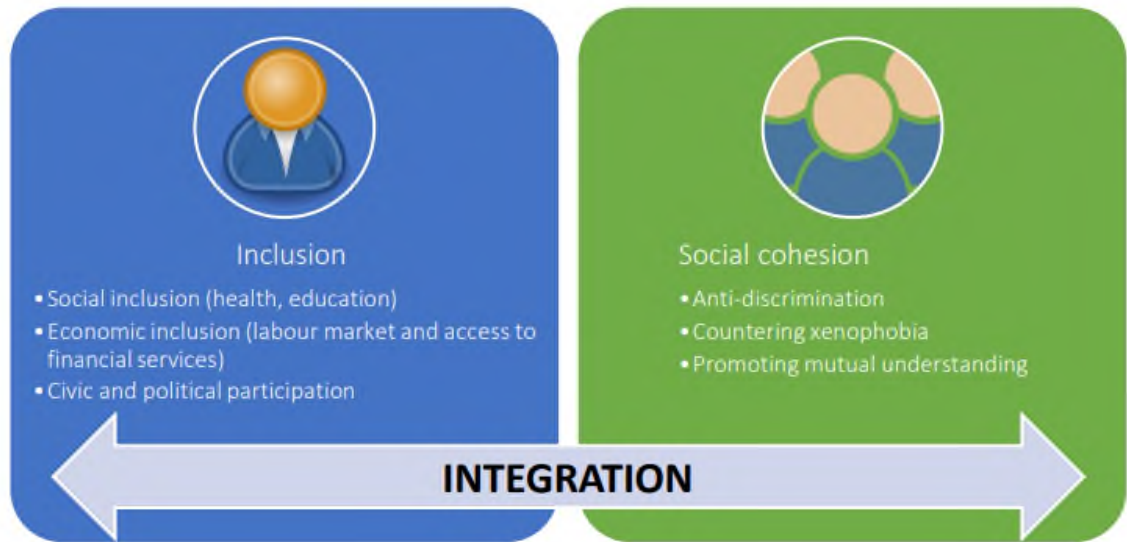 Inclusion
• Social inclusion (health, education)
• Economic inclusion (labour market and access to
financial services)
• Civic and political participation
Social cohesion
• Anti-discrimination
• Countering xenophobia
• Promoting mutual understanding
INTEGRATION